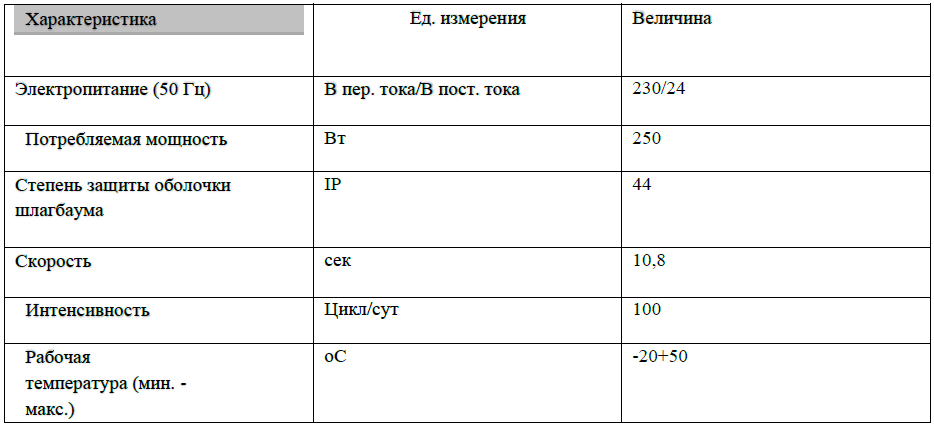 Характеристика Ед. измерения Величина
Электропитание (50 Гц) В пер. тока/В пост. тока 230/24
Потребляемая мощность Вт 250
Степень защиты оболочки IP 44
шлагбаума
Скорость сек 10,8
Интенсивность Цикл/сут 100
Рабочая оС -20+50
температура (мин. -
макс.)